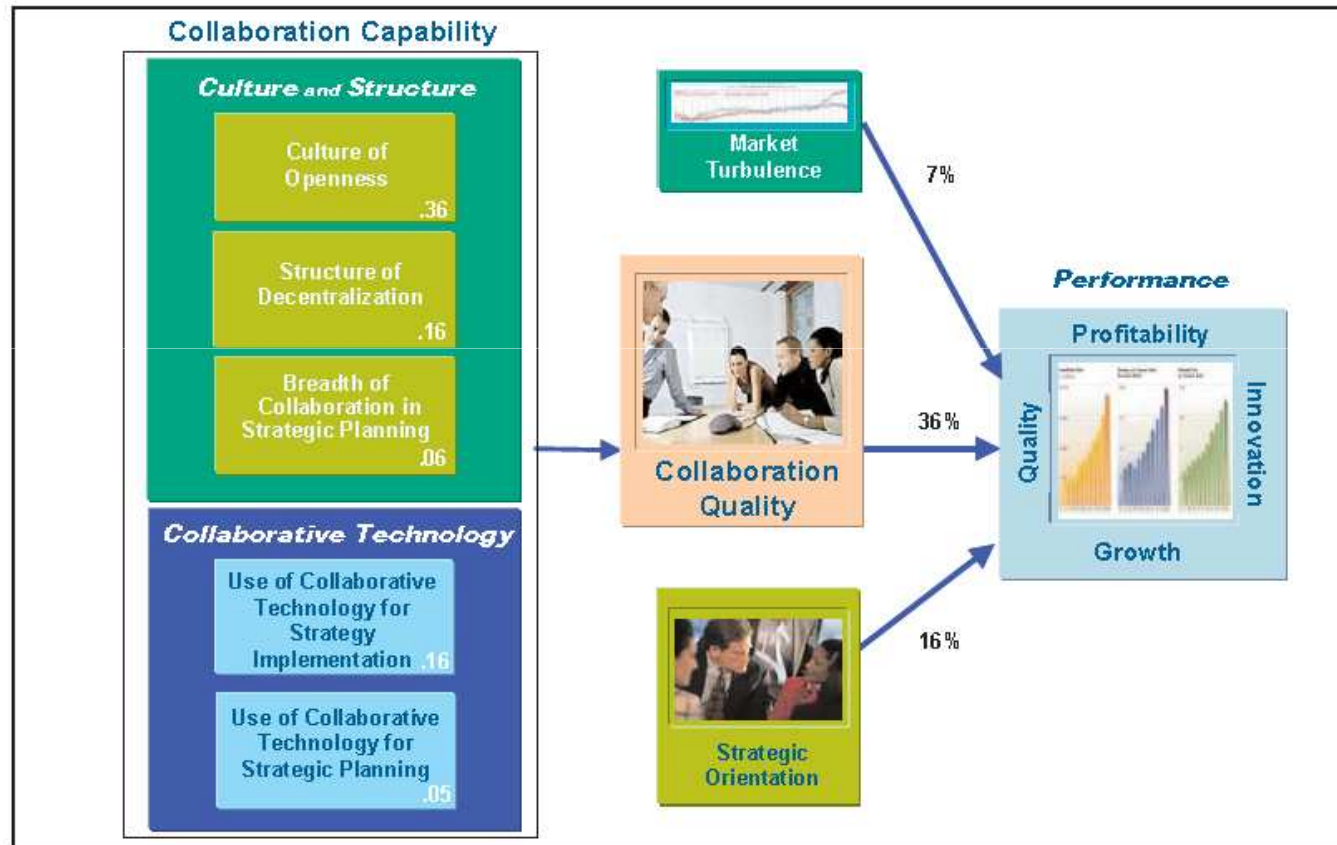 Collaboration Capability
Culture and Structure
Culture of
Openness
.36
Structure of
Decentralization
.16
Breadth of
Collaboration in
Strategic Planning
.06
Collaborative Technology
Use of Collaborative
Technology for
Strategy
Implementation .16
Use of Collaborative
Technology for
Strategic Planning
.05
Market
Turbulence
7%
Collaboration
Quality
36%
Strategic
Orientation
16%
Performance
Profitability
Quality
Innovation
Growth